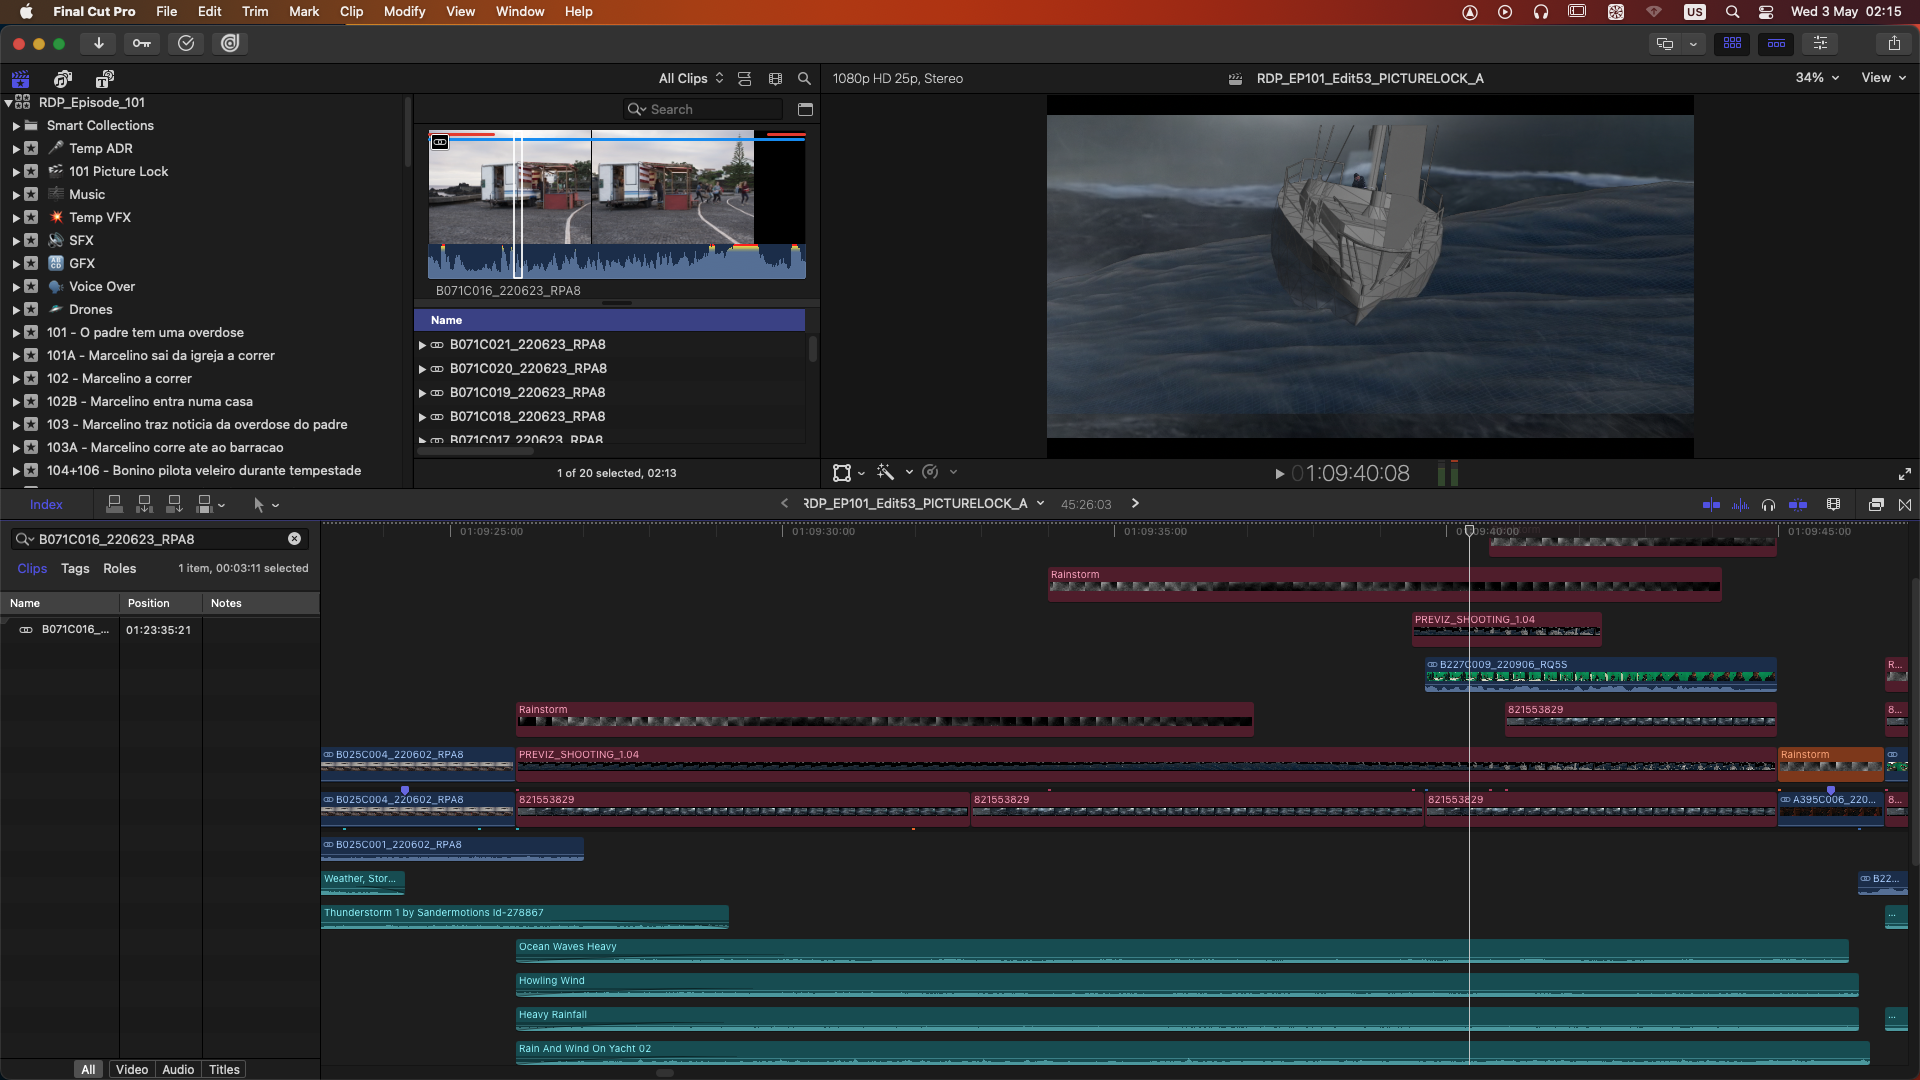 Final Cut Pro File Edit Trim Mark Clip Modify View Window Help US Wed 3 May 02:15
All Clips 1080p HD 25p, Stereo RDP_EP101_Edit53_PICTURELOCK_A 34% View
RDP_Episode_101
Smart Collections
Temp ADR
101 Picture Lock
Music
Temp VFX
SFX
GFX
Voice Over
Drones
101 - O padre tem uma overdose
101A - Marcelino sai da igreja a correr
102 - Marcelino a correr
102B - Marcelino entra numa casa
103 - Marcelino traz noticia da overdose do padre
103A - Marcelino corre ate ao barracao
104+106 - Bonino pilota veleiro durante tempestade
Search
B071C016_220623_RPA8
Name
B071C021_220623_RPA8
B071C020_220623_RPA8
B071C019_220623_RPA8
B071C018_220623_RPA8
B071C017_220623_RPA8
1 of 20 selected, 02:13
01:09:40:08
Index RDP_EP101_Edit53_PICTURELOCK_A 45:26:03
B071C016_220623_RPA8
Clips Tags Roles 1 item, 00:03:11 selected
Name Position Notes
B071C016_... 01:23:35:21
All Video Audio Titles
01:09:25:00 01:09:30:00 01:09:35:00 01:09:40:00 01:09:45:00
Rainstorm
PREVIZ_SHOOTING_1.04
B227C009_220906_RQ5S R...
Rainstorm 821553829 8...
B025C004_220602_RPA8 PREVIZ_SHOOTING_1.04 Rainstorm
B025C004_220602_RPA8 821553829 821553829 821553829 A395C006_220... 8...
B025C001_220602_RPA8
Weather, Stor... B22...
Thunderstorm 1 by Sandermotions Id-278867 ...
Ocean Waves Heavy
Howling Wind
Heavy Rainfall ...
Rain And Wind On Yacht 02